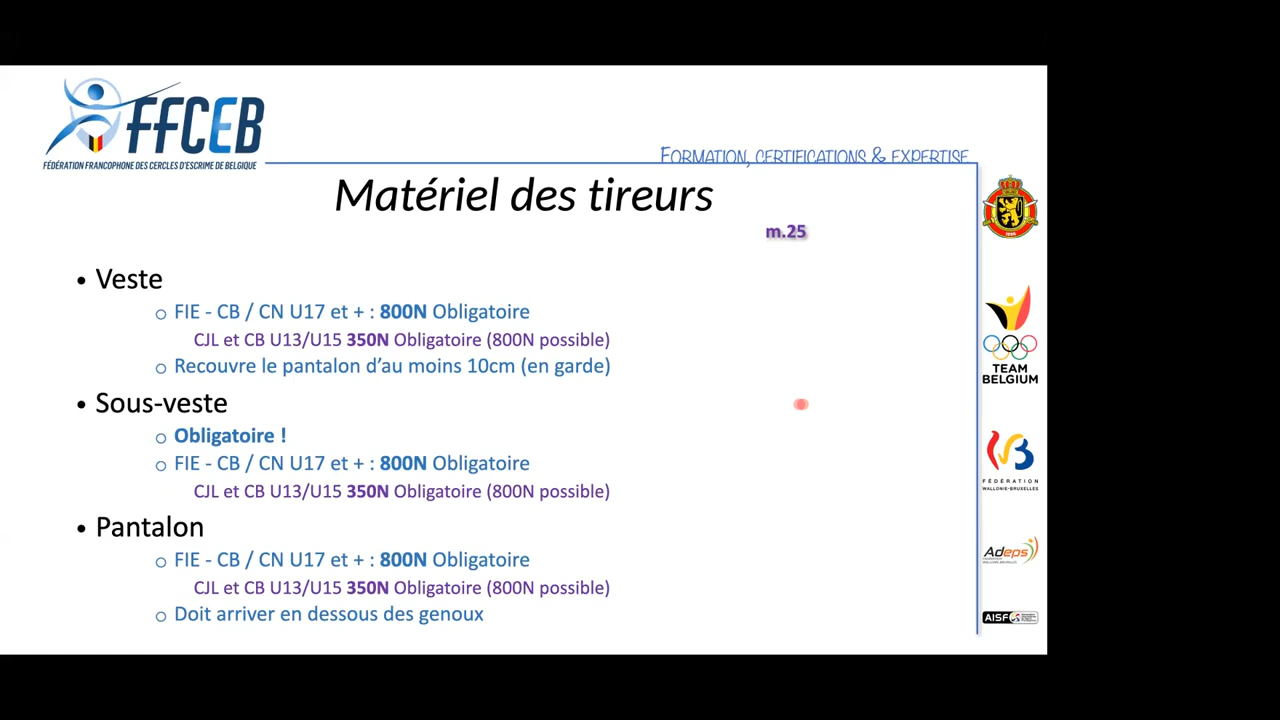 FFCEB
FÉDÉRATION FRANCOPHONE DES CERCLES D'ESCRIME DE BELGIQUE
FORMATION, CERTIFICATIONS & EXPERTISE
Matériel des tireurs
m.25
• Veste
o FIE - CB / CN U17 et + : 800N Obligatoire
CJL et CB U13/U15 350N Obligatoire (800N possible)
o Recouvre le pantalon d’au moins 10cm (en garde)
• Sous-veste
o Obligatoire !
o FIE - CB / CN U17 et + : 800N Obligatoire
CJL et CB U13/U15 350N Obligatoire (800N possible)
• Pantalon
o FIE - CB / CN U17 et + : 800N Obligatoire
CJL et CB U13/U15 350N Obligatoire (800N possible)
o Doit arriver en dessous des genoux
TEAM
BELGIUM
FÉDÉRATION
WALLONIE-BRUXELLES
Adeps
AISF